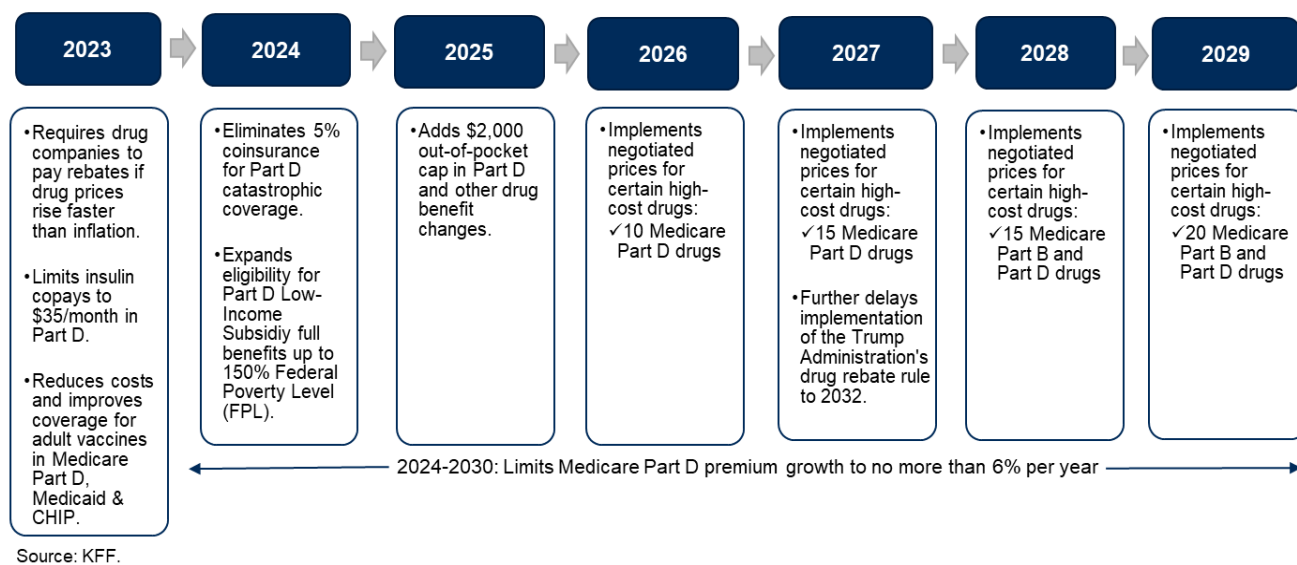 2023
2024
2025
2026
2027
2028
2029
•Requires drug
companies to
pay rebates if
drug prices
rise faster
than inflation.
•Limits insulin
copays to
$35/month in
Part D.
•Reduces costs
and improves
coverage for
adult vaccines
in Medicare
Part D,
Medicaid &
CHIP.
•Eliminates 5%
coinsurance
for Part D
catastrophic
coverage.
•Expands
eligibility for
Part D Low-
Income
Subsidiy full
benefits up to
150% Federal
Poverty Level
(FPL).
•Adds $2,000
out-of-pocket
cap in Part D
and other drug
benefit
changes.
•Implements
negotiated
prices for
certain high-
cost drugs:
✓10 Medicare
Part D drugs
•Implements
negotiated
prices for
certain high-
cost drugs:
✓15 Medicare
Part D drugs
•Further delays
implementation
of the Trump
Administration's
drug rebate rule
to 2032.
•Implements
negotiated
prices for
certain high-
cost drugs:
✓15 Medicare
Part B and
Part D drugs
•Implements
negotiated
prices for
certain high-
cost drugs:
✓20 Medicare
Part B and
Part D drugs
2024-2030: Limits Medicare Part D premium growth to no more than 6% per year
Source: KFF.